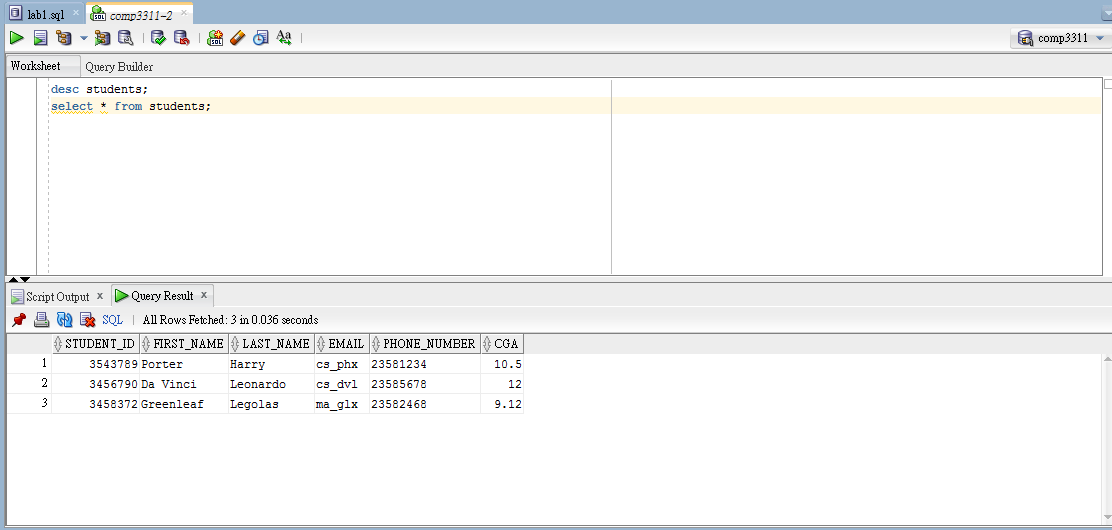 lab1.sql comp3311~2
SQL Aa comp3311
Worksheet Query Builder
desc students;
select * from students;
Script Output x Query Result x
SQL | All Rows Fetched: 3 in 0.036 seconds
STUDENT_ID FIRST_NAME LAST_NAME EMAIL PHONE_NUMBER CGA
1 3543789 Porter Harry cs_phx 23581234 10.5
2 3456790 Da Vinci Leonardo cs_dvl 23585678 12
3 3458372 Greenleaf Legolas ma_glx 23582468 9.12